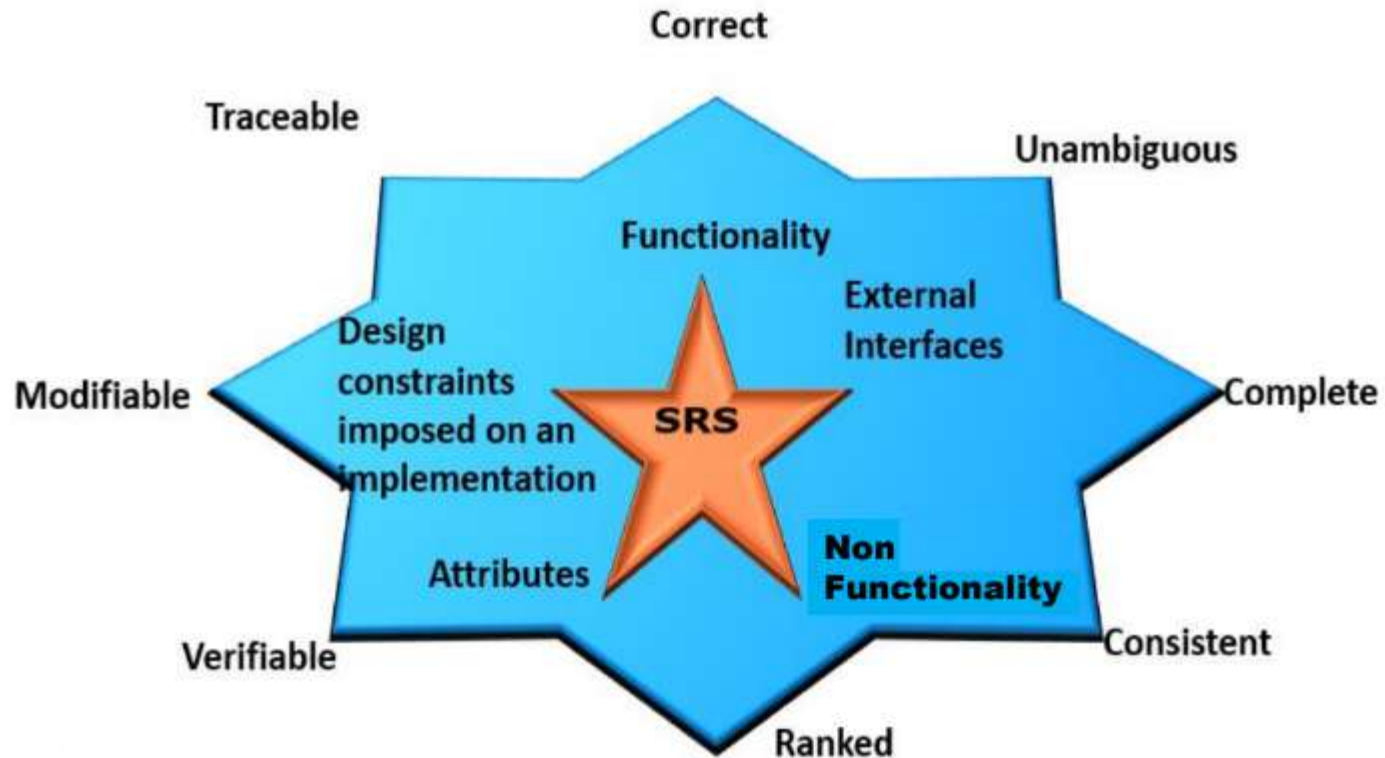 Correct
Traceable
Unambiguous
Functionality
External
Interfaces
Design
constraints
imposed on an
implementation
SRS
Modifiable
Complete
Attributes
Non
Functionality
Verifiable
Consistent
Ranked